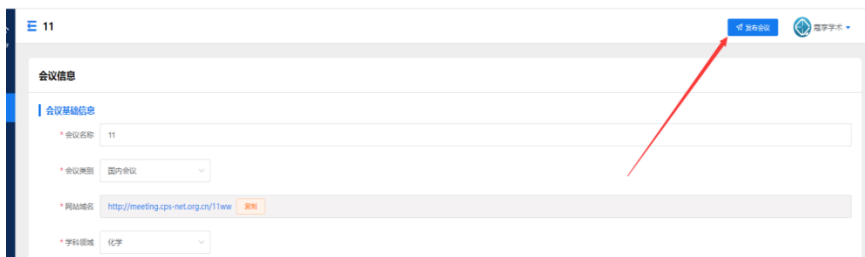 11
发布会议
蔻享学术
会议信息
会议基础信息
* 会议名称 11
* 会议类别 国内会议
* 网站域名 http://meeting.cps-net.org.cn/11ww 复制
* 学科领域 化学